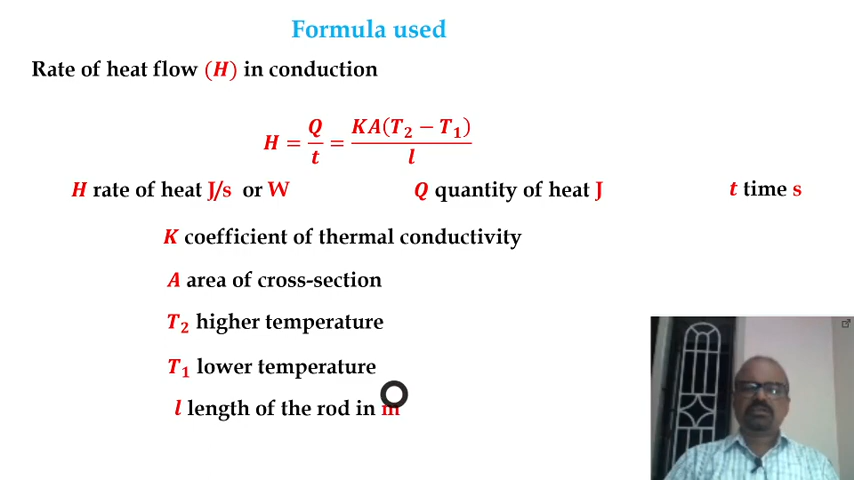 Formula used
Rate of heat flow (H) in conduction
H = Q/t = KA(T₂ − T₁)/l
H rate of heat J/s or W Q quantity of heat J t time s
K coefficient of thermal conductivity
A area of cross-section
T₂ higher temperature
T₁ lower temperature
l length of the rod in m